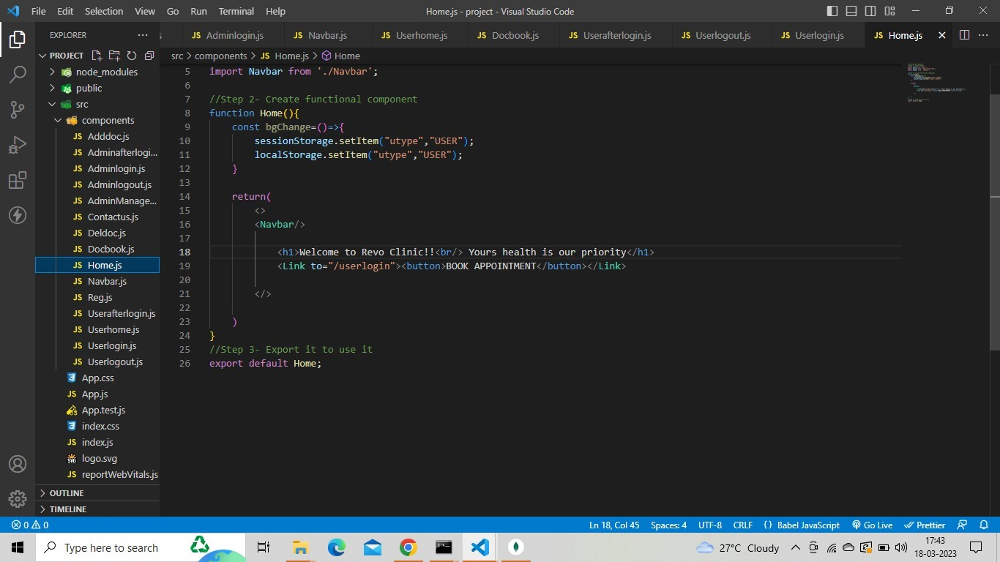 File Edit Selection View Go Run Terminal Help Home.js - project - Visual Studio Code
EXPLORER ···
s JS Adminlogin.js JS Navbar.js JS Userhome.js JS Docbook.js JS Userafterlogin.js JS Userlogout.js JS Userlogin.js JS Home.js
PROJECT
src > components > JS Home.js > Home
node_modules
public
src
components
JS Adddoc.js
JS Adminafterlogi...
JS Adminlogin.js
JS Adminlogout.js
JS AdminManage...
JS Contactus.js
JS Deldoc.js
JS Docbook.js
JS Home.js
JS Navbar.js
JS Reg.js
JS Userafterlogin.js
JS Userhome.js
JS Userlogin.js
JS Userlogout.js
App.css
JS App.js
App.test.js
index.css
JS index.js
SVG logo.svg
JS reportWebVitals.js
OUTLINE
TIMELINE
5 import Navbar from './Navbar';
6
7 //Step 2- Create functional component
8 function Home(){
9 const bgChange=()=>{
10 sessionStorage.setItem("utype","USER");
11 localStorage.setItem("utype","USER");
12 }
13
14 return(
15 <>
16 <Navbar/>
17
18 <h1>Welcome to Revo Clinic!!<br/> Yours health is our priority</h1>
19 <Link to="/userlogin"><button>BOOK APPOINTMENT</button></Link>
20
21 </>
22
23 )
24 }
25 //Step 3- Export it to use it
26 export default Home;
0 0 Ln 18, Col 45 Spaces: 4 UTF-8 CRLF {} Babel JavaScript Go Live Prettier
Type here to search
27°C Cloudy
17:43
18-03-2023